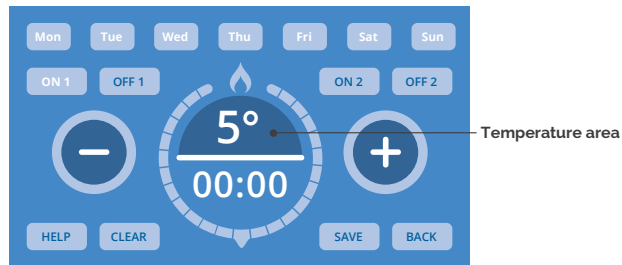 Mon Tue Wed Thu Fri Sat Sun
ON 1 OFF 1 ON 2 OFF 2
5°
Temperature area
00:00
HELP CLEAR SAVE BACK